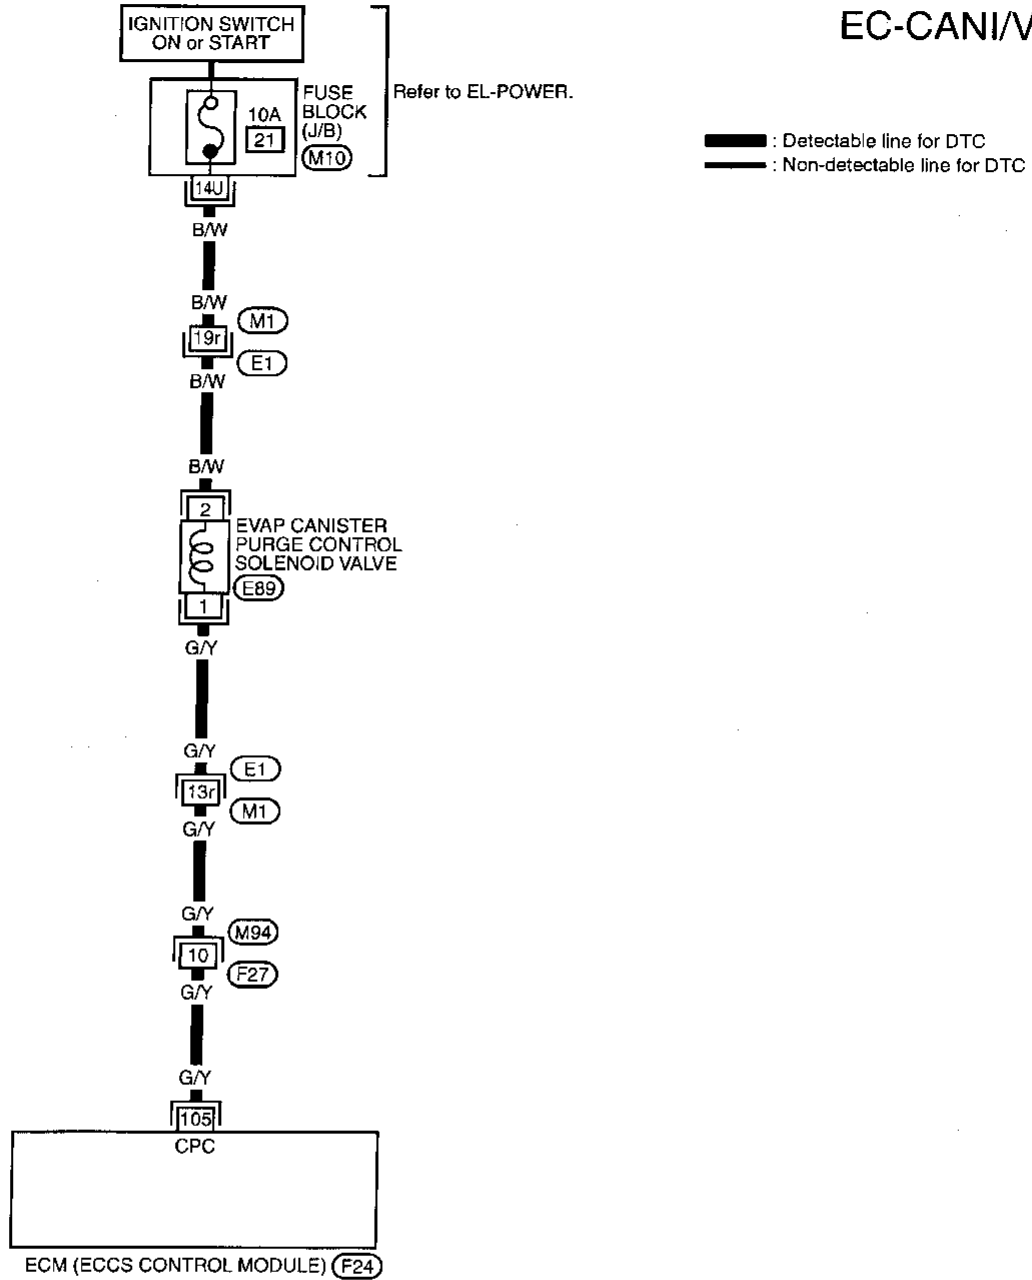 EC-CANI/V
IGNITION SWITCH
ON or START
Refer to EL-POWER.
FUSE
BLOCK
(J/B)
M10
10A
21
: Detectable line for DTC
: Non-detectable line for DTC
14U
B/W
B/W
M1
19r
E1
B/W
B/W
2
EVAP CANISTER
PURGE CONTROL
SOLENOID VALVE
E89
1
G/Y
G/Y
E1
13r
M1
G/Y
G/Y
M94
10
F27
G/Y
G/Y
105
CPC
ECM (ECCS CONTROL MODULE) F24